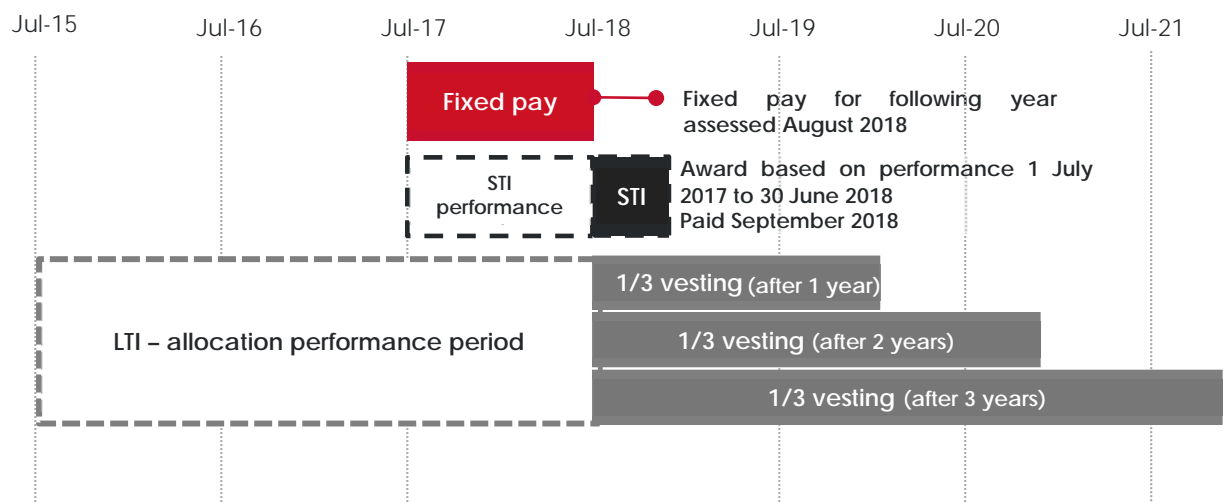 Jul-15 Jul-16 Jul-17 Jul-18 Jul-19 Jul-20 Jul-21
Fixed pay
Fixed pay for following year
assessed August 2018
STI
performance
STI
Award based on performance 1 July
2017 to 30 June 2018
Paid September 2018
LTI – allocation performance period
1/3 vesting (after 1 year)
1/3 vesting (after 2 years)
1/3 vesting (after 3 years)